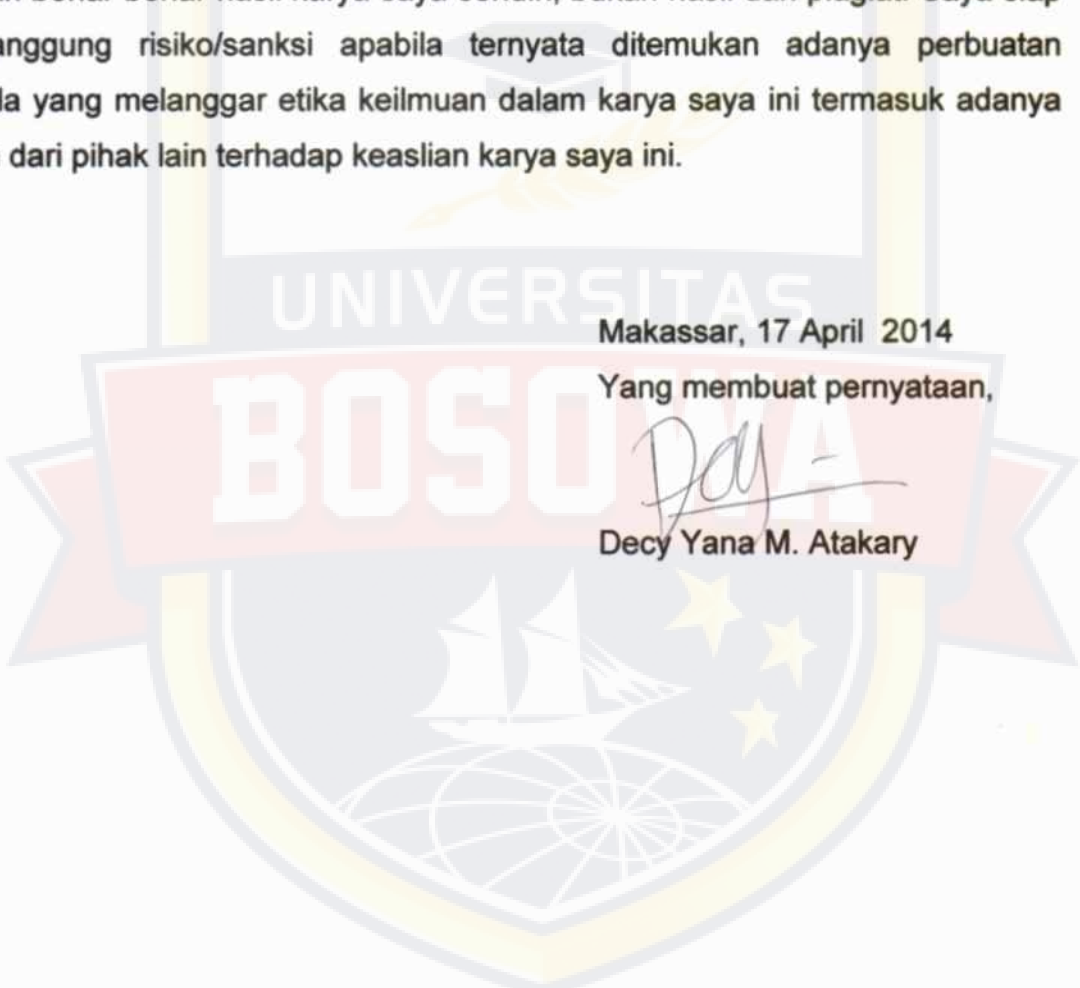 anggung risiko/sanksi apabila ternyata ditemukan adanya perbuatan
yang melanggar etika keilmuan dalam karya saya ini termasuk adanya
dari pihak lain terhadap keaslian karya saya ini.
UNIVERSITAS
Makassar, 17 April 2014
Yang membuat pernyataan,
BOSOWA
Decy Yana M. Atakary